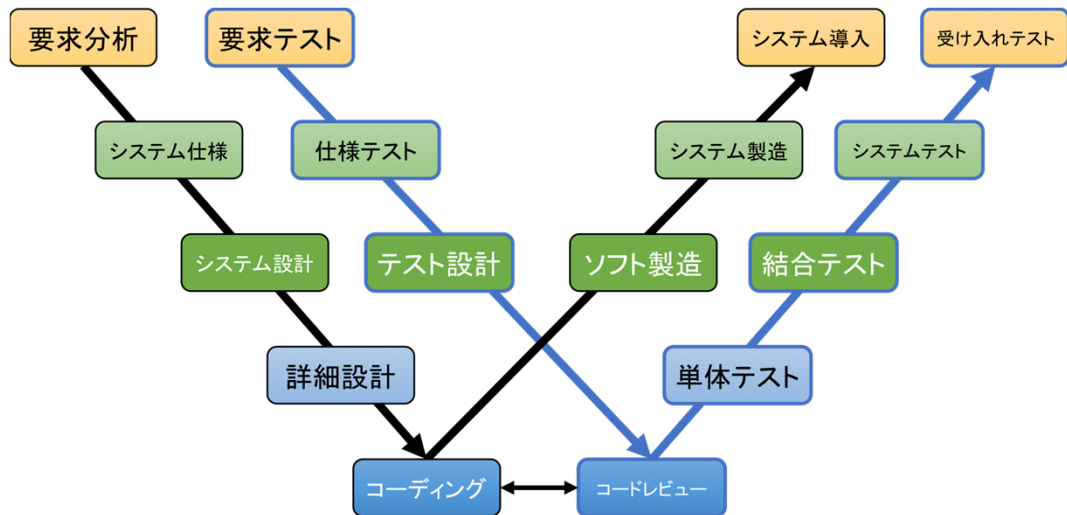 要求分析
要求テスト
システム導入
受け入れテスト
システム仕様
仕様テスト
システム製造
システムテスト
システム設計
テスト設計
ソフト製造
結合テスト
詳細設計
単体テスト
コーディング
コードレビュー